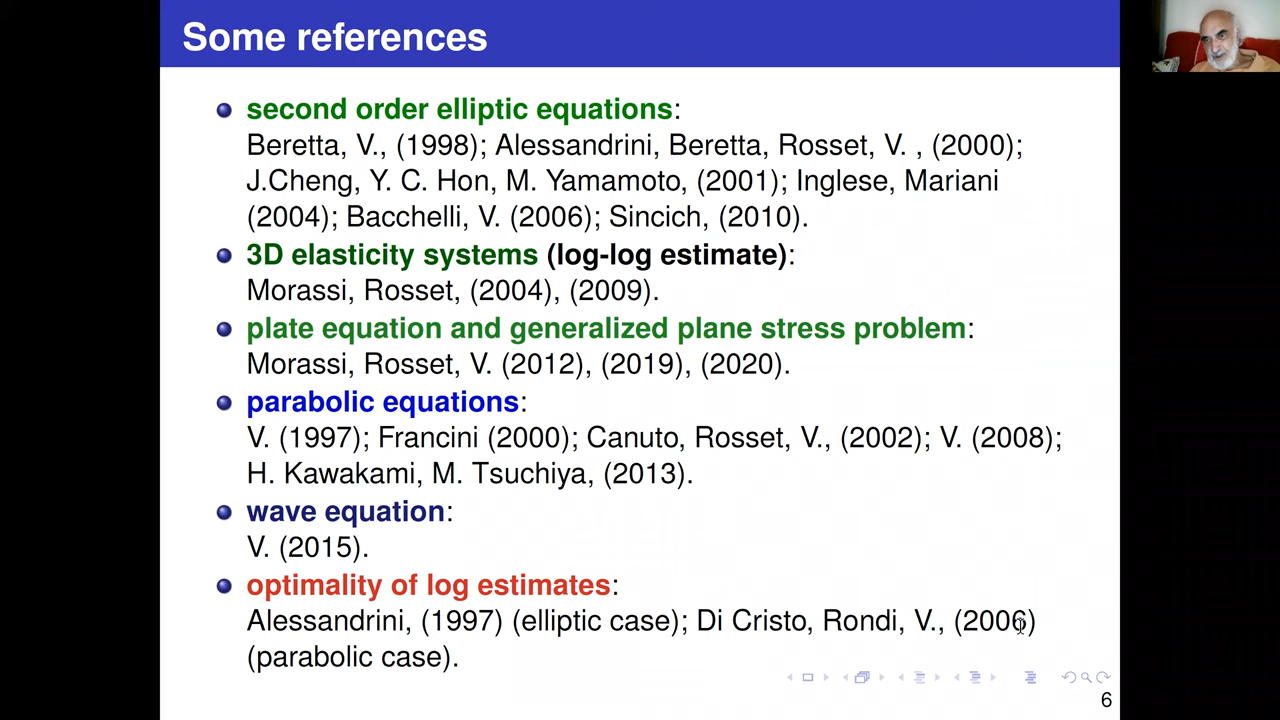 Some references
second order elliptic equations:
Beretta, V., (1998); Alessandrini, Beretta, Rosset, V. , (2000);
J.Cheng, Y. C. Hon, M. Yamamoto, (2001); Inglese, Mariani
(2004); Bacchelli, V. (2006); Sincich, (2010).
3D elasticity systems (log-log estimate):
Morassi, Rosset, (2004), (2009).
plate equation and generalized plane stress problem:
Morassi, Rosset, V. (2012), (2019), (2020).
parabolic equations:
V. (1997); Francini (2000); Canuto, Rosset, V., (2002); V. (2008);
H. Kawakami, M. Tsuchiya, (2013).
wave equation:
V. (2015).
optimality of log estimates:
Alessandrini, (1997) (elliptic case); Di Cristo, Rondi, V., (2006)
(parabolic case).
6